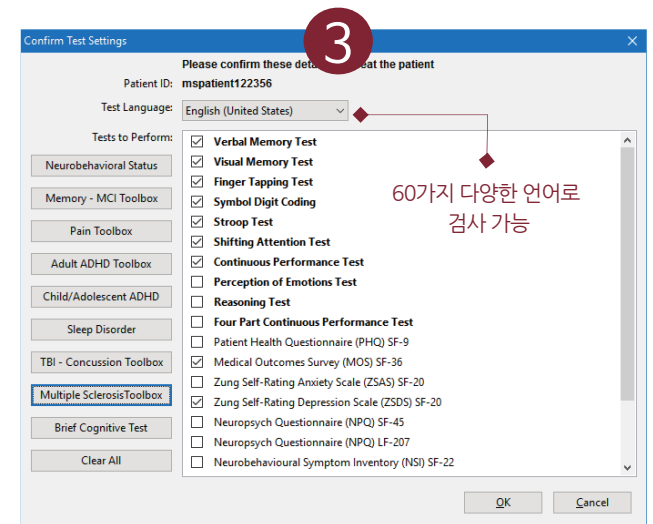 Confirm Test Settings
3
Please confirm these deta eat the patient
Patient ID: mspatient122356
Test Language: English (United States)
Tests to Perform:
Neurobehavioral Status
Memory - MCI Toolbox
Pain Toolbox
Adult ADHD Toolbox
Child/Adolescent ADHD
Sleep Disorder
TBI - Concussion Toolbox
Multiple SclerosisToolbox
Brief Cognitive Test
Clear All
Verbal Memory Test
Visual Memory Test
Finger Tapping Test
Symbol Digit Coding
Stroop Test
Shifting Attention Test
Continuous Performance Test
Perception of Emotions Test
Reasoning Test
Four Part Continuous Performance Test
Patient Health Questionnaire (PHQ) SF-9
Medical Outcomes Survey (MOS) SF-36
Zung Self-Rating Anxiety Scale (ZSAS) SF-20
Zung Self-Rating Depression Scale (ZSDS) SF-20
Neuropsych Questionnaire (NPQ) SF-45
Neuropsych Questionnaire (NPQ) LF-207
Neurobehavioural Symptom Inventory (NSI) SF-22
60가지 다양한 언어로
검사 가능
OK
Cancel